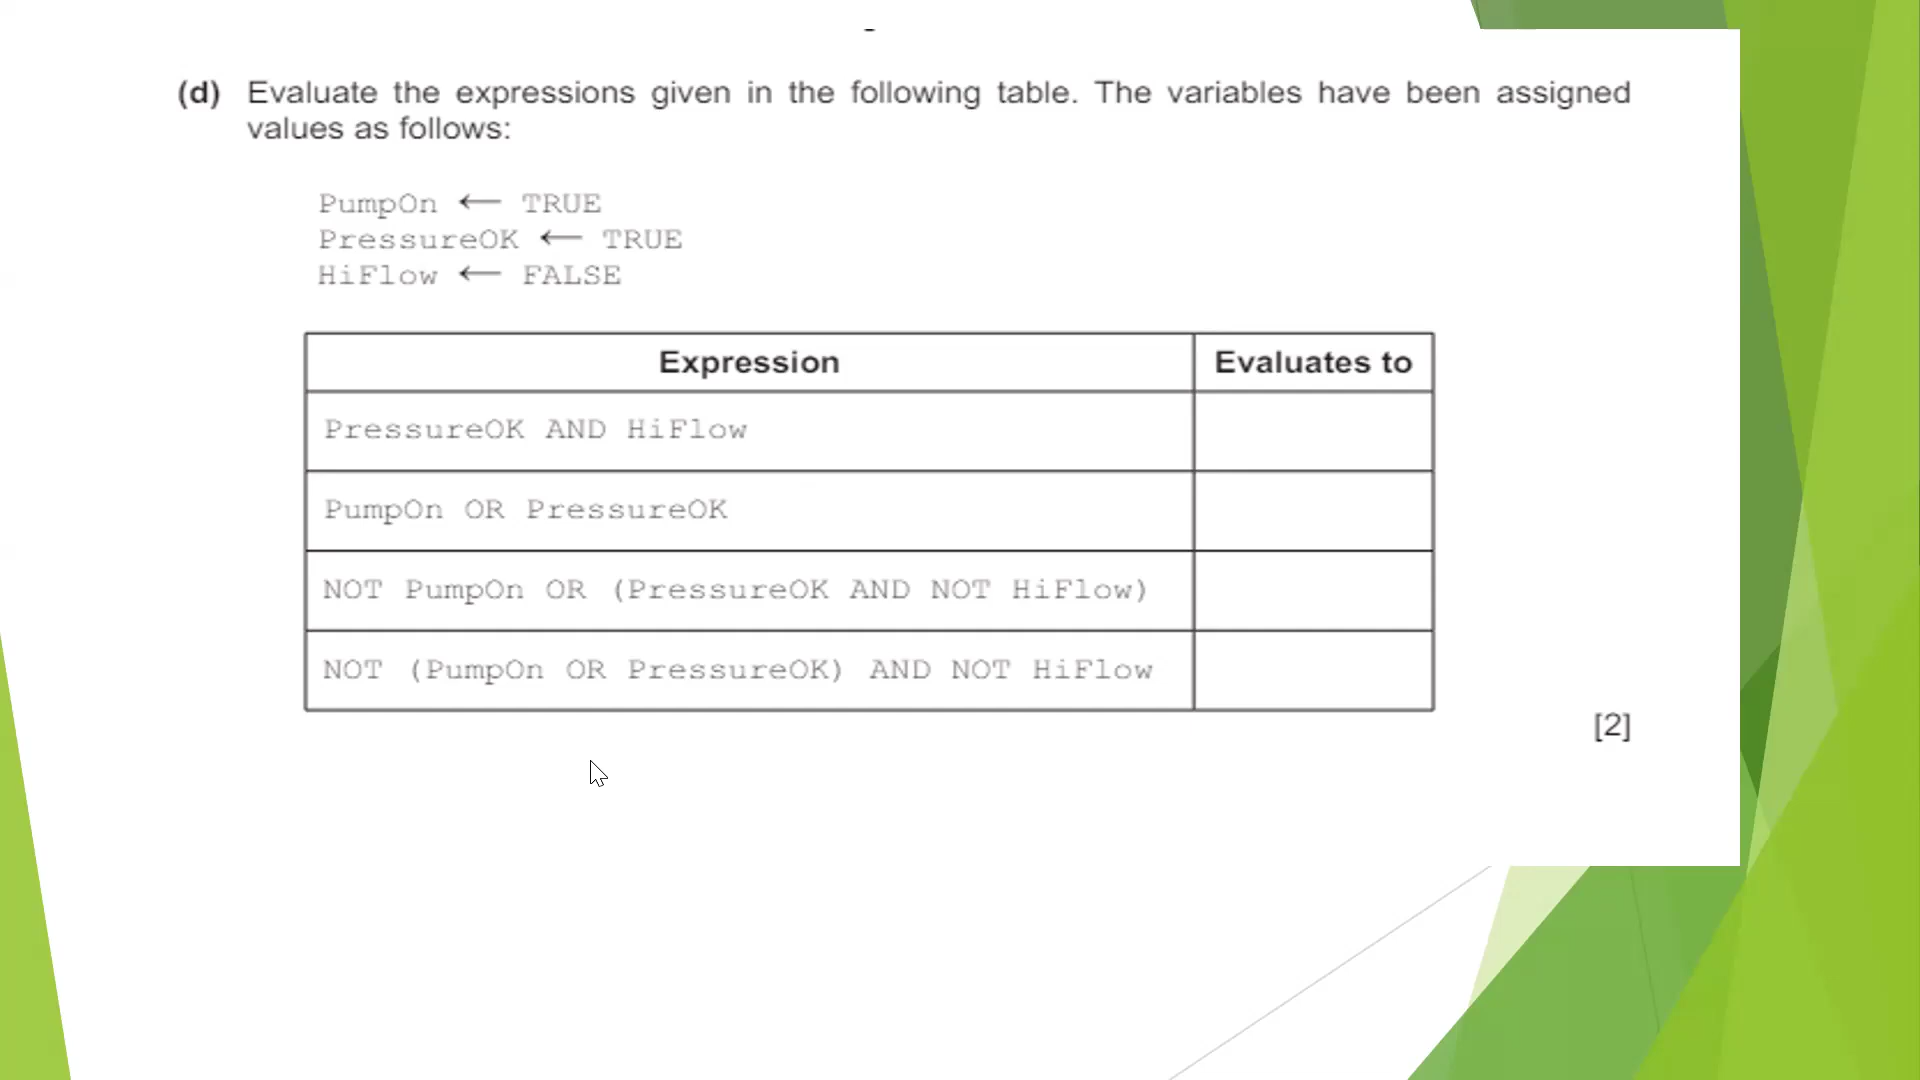 (d) Evaluate the expressions given in the following table. The variables have been assigned
values as follows:
PumpOn ← TRUE
PressureOK ← TRUE
HiFlow ← FALSE
Expression Evaluates to
PressureOK AND HiFlow
PumpOn OR PressureOK
NOT PumpOn OR (PressureOK AND NOT HiFlow)
NOT (PumpOn OR PressureOK) AND NOT HiFlow
[2]